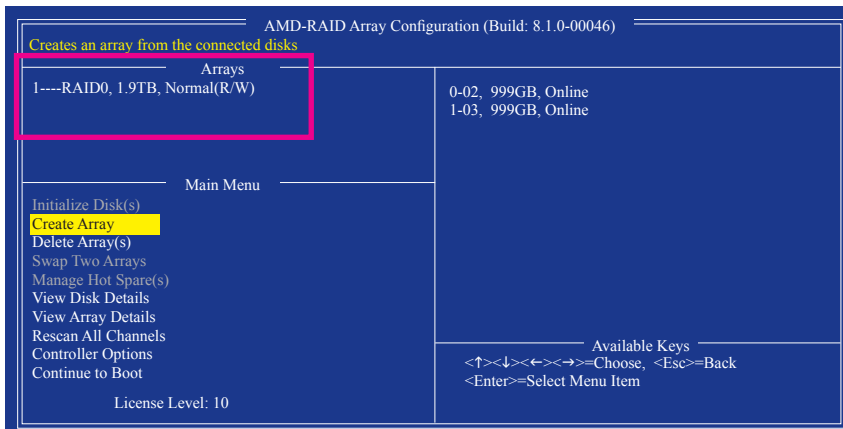 AMD-RAID Array Configuration (Build: 8.1.0-00046)
Creates an array from the connected disks
Arrays
1----RAID0, 1.9TB, Normal(R/W)
0-02, 999GB, Online
1-03, 999GB, Online
Main Menu
Initialize Disk(s)
Create Array
Delete Array(s)
Swap Two Arrays
Manage Hot Spare(s)
View Disk Details
View Array Details
Rescan All Channels
Controller Options
Continue to Boot
License Level: 10
Available Keys
<↑><↓><←><→>=Choose, <Esc>=Back
<Enter>=Select Menu Item